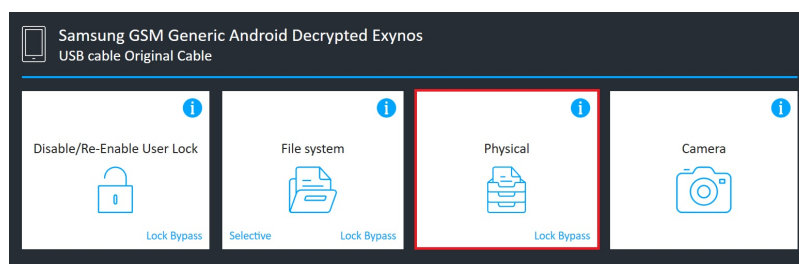 Samsung GSM Generic Android Decrypted Exynos
USB cable Original Cable
i
i
i
i
Disable/Re-Enable User Lock
File system
Physical
Camera
Lock Bypass
Selective
Lock Bypass
Lock Bypass